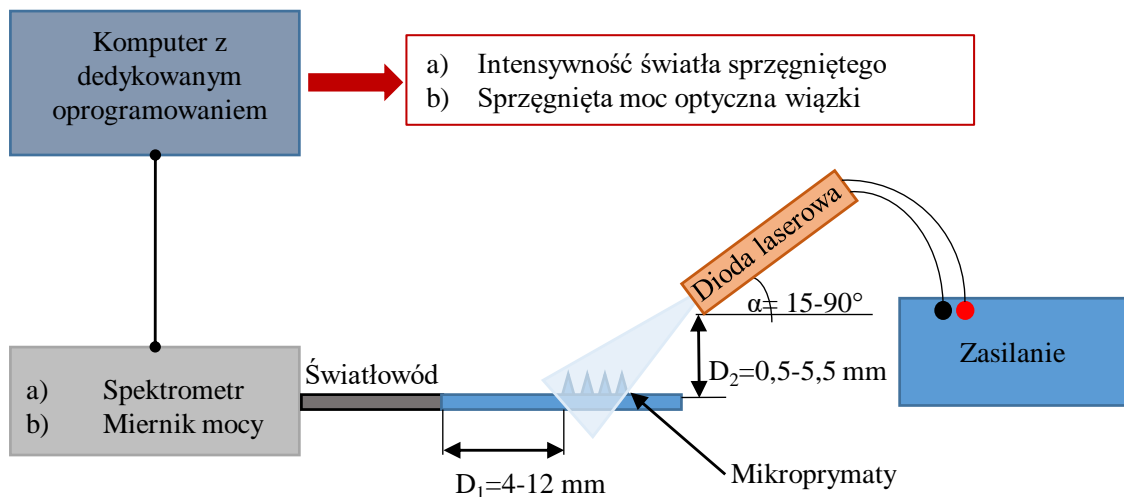 Komputer z
dedykowanym
oprogramowaniem
a) Intensywność światła sprzęgniętego
b) Sprzęgnięta moc optyczna wiązki
Dioda laserowa
α= 15-90°
Zasilanie
D₂=0,5-5,5 mm
Światłowód
a) Spektrometr
b) Miernik mocy
Mikroprymaty
D₁=4-12 mm